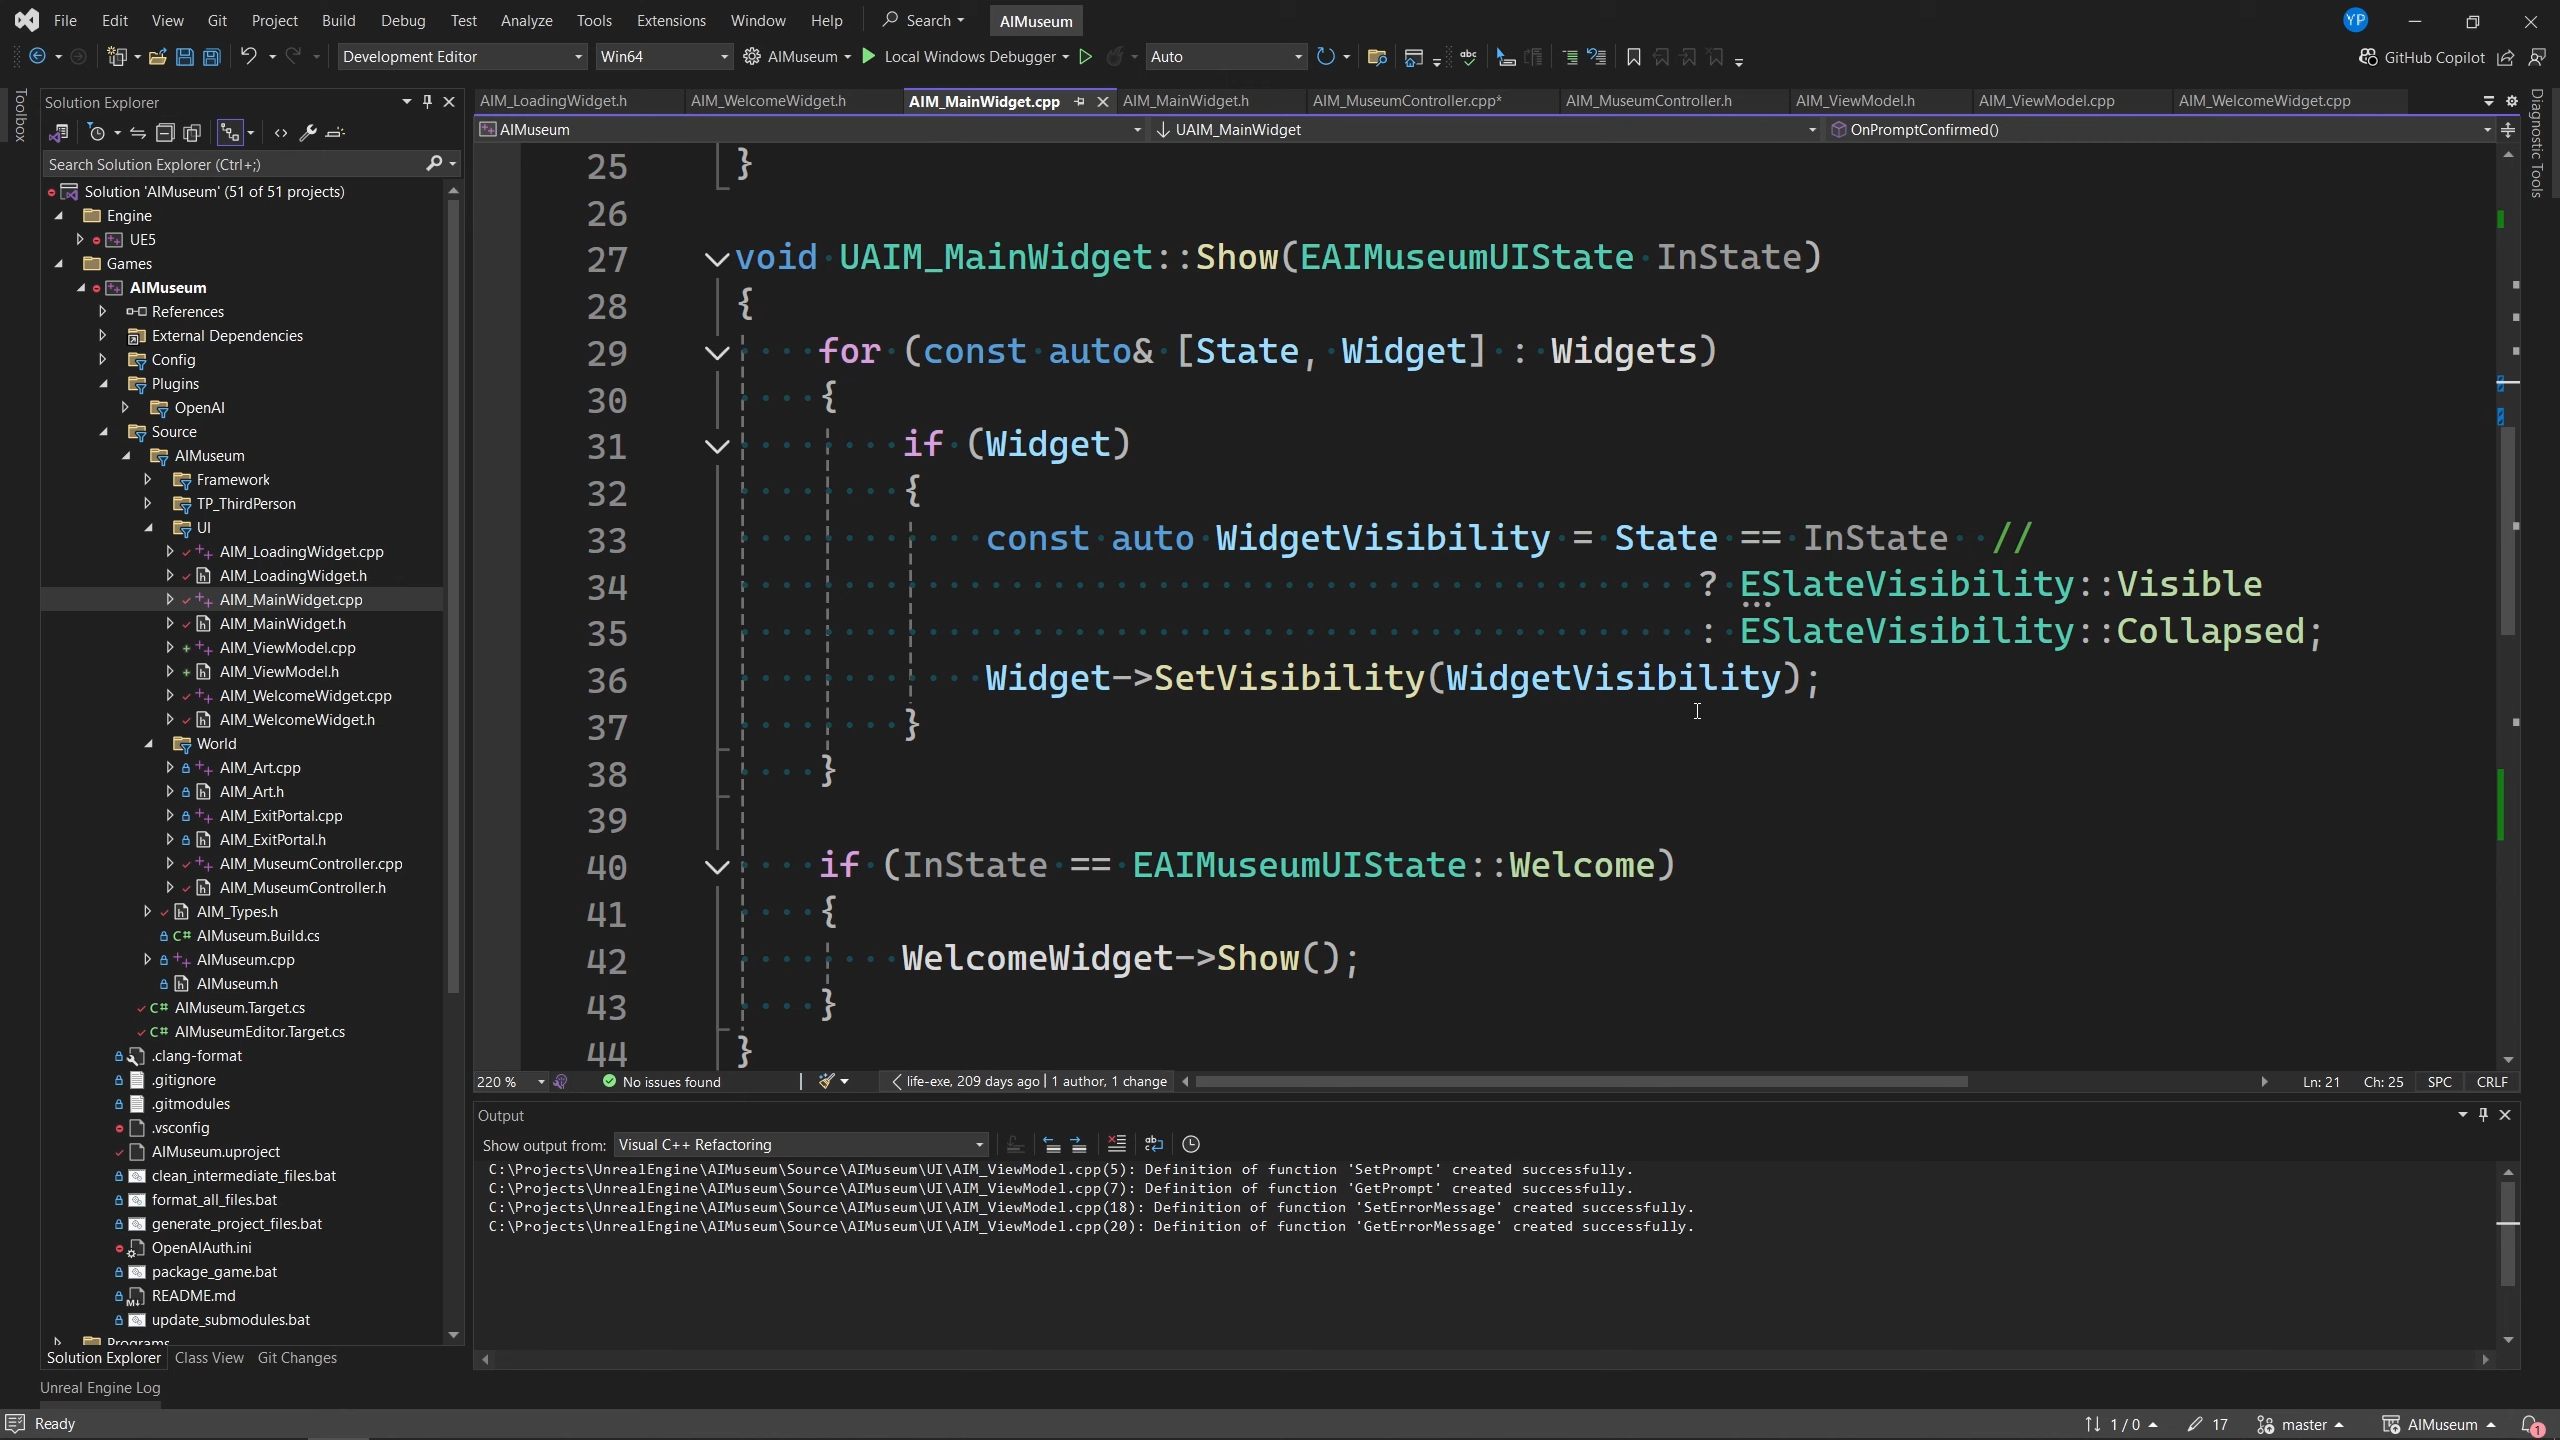 File Edit View Git Project Build Debug Test Analyze Tools Extensions Window Help Search AIMuseum YP
Development Editor Win64 AIMuseum Local Windows Debugger Auto GitHub Copilot
Toolbox
Solution Explorer
Search Solution Explorer (Ctrl+;)
Solution 'AIMuseum' (51 of 51 projects)
Engine
UE5
Games
AIMuseum
References
External Dependencies
Config
Plugins
OpenAI
Source
AIMuseum
Framework
TP_ThirdPerson
UI
AIM_LoadingWidget.cpp
AIM_LoadingWidget.h
AIM_MainWidget.cpp
AIM_MainWidget.h
AIM_ViewModel.cpp
AIM_ViewModel.h
AIM_WelcomeWidget.cpp
AIM_WelcomeWidget.h
World
AIM_Art.cpp
AIM_Art.h
AIM_ExitPortal.cpp
AIM_ExitPortal.h
AIM_MuseumController.cpp
AIM_MuseumController.h
AIM_Types.h
AIMuseum.Build.cs
AIMuseum.cpp
AIMuseum.h
AIMuseum.Target.cs
AIMuseumEditor.Target.cs
.clang-format
.gitignore
.gitmodules
.vsconfig
AIMuseum.uproject
clean_intermediate_files.bat
format_all_files.bat
generate_project_files.bat
OpenAIAuth.ini
package_game.bat
README.md
update_submodules.bat
Programs
Solution Explorer Class View Git Changes
Unreal Engine Log
AIM_LoadingWidget.h AIM_WelcomeWidget.h AIM_MainWidget.cpp AIM_MainWidget.h AIM_MuseumController.cpp* AIM_MuseumController.h AIM_ViewModel.h AIM_ViewModel.cpp AIM_WelcomeWidget.cpp
AIMuseum UAIM_MainWidget OnPromptConfirmed()
Diagnostic Tools
25 }
26
27 void UAIM_MainWidget::Show(EAIMuseumUIState InState)
28 {
29 for (const auto& [State, Widget] : Widgets)
30 {
31 if (Widget)
32 {
33 const auto WidgetVisibility = State == InState //
34 ? ESlateVisibility::Visible
35 : ESlateVisibility::Collapsed;
36 Widget->SetVisibility(WidgetVisibility);
37 }
38 }
39
40 if (InState == EAIMuseumUIState::Welcome)
41 {
42 WelcomeWidget->Show();
43 }
44 }
220 % No issues found life-exe, 209 days ago | 1 author, 1 change Ln: 21 Ch: 25 SPC CRLF
Output
Show output from: Visual C++ Refactoring
C:\Projects\UnrealEngine\AIMuseum\Source\AIMuseum\UI\AIM_ViewModel.cpp(5): Definition of function 'SetPrompt' created successfully.
C:\Projects\UnrealEngine\AIMuseum\Source\AIMuseum\UI\AIM_ViewModel.cpp(7): Definition of function 'GetPrompt' created successfully.
C:\Projects\UnrealEngine\AIMuseum\Source\AIMuseum\UI\AIM_ViewModel.cpp(18): Definition of function 'SetErrorMessage' created successfully.
C:\Projects\UnrealEngine\AIMuseum\Source\AIMuseum\UI\AIM_ViewModel.cpp(20): Definition of function 'GetErrorMessage' created successfully.
Ready 1 / 0 17 master AIMuseum 1